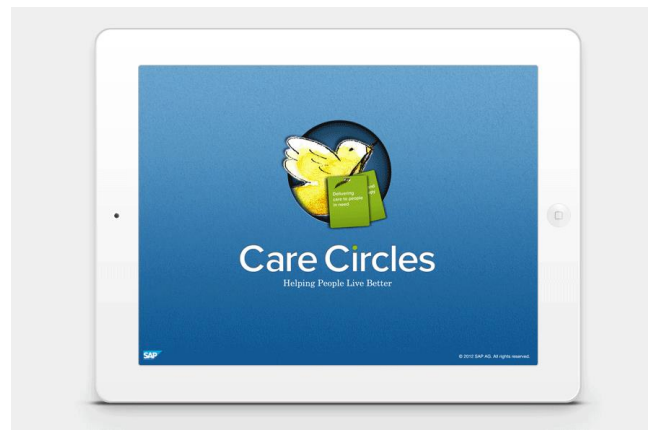 Delivering
care to people
in need
Care Circles
Helping People Live Better
SAP
© 2012 SAP AG. All rights reserved.